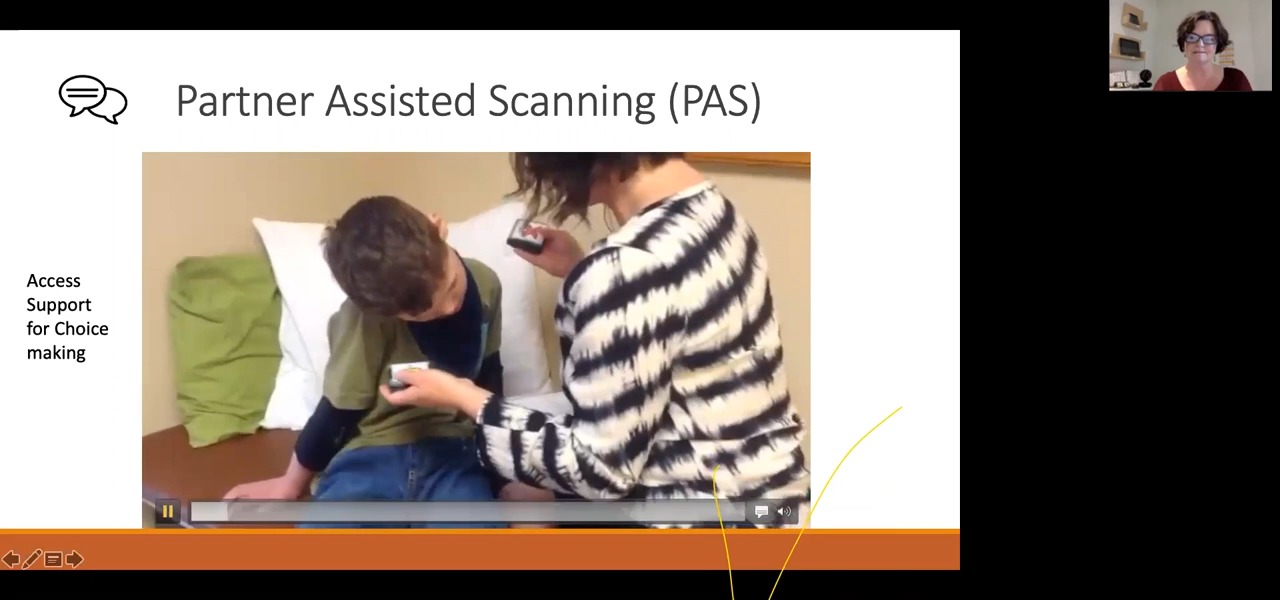 Partner Assisted Scanning (PAS)
Access
Support
for Choice
making